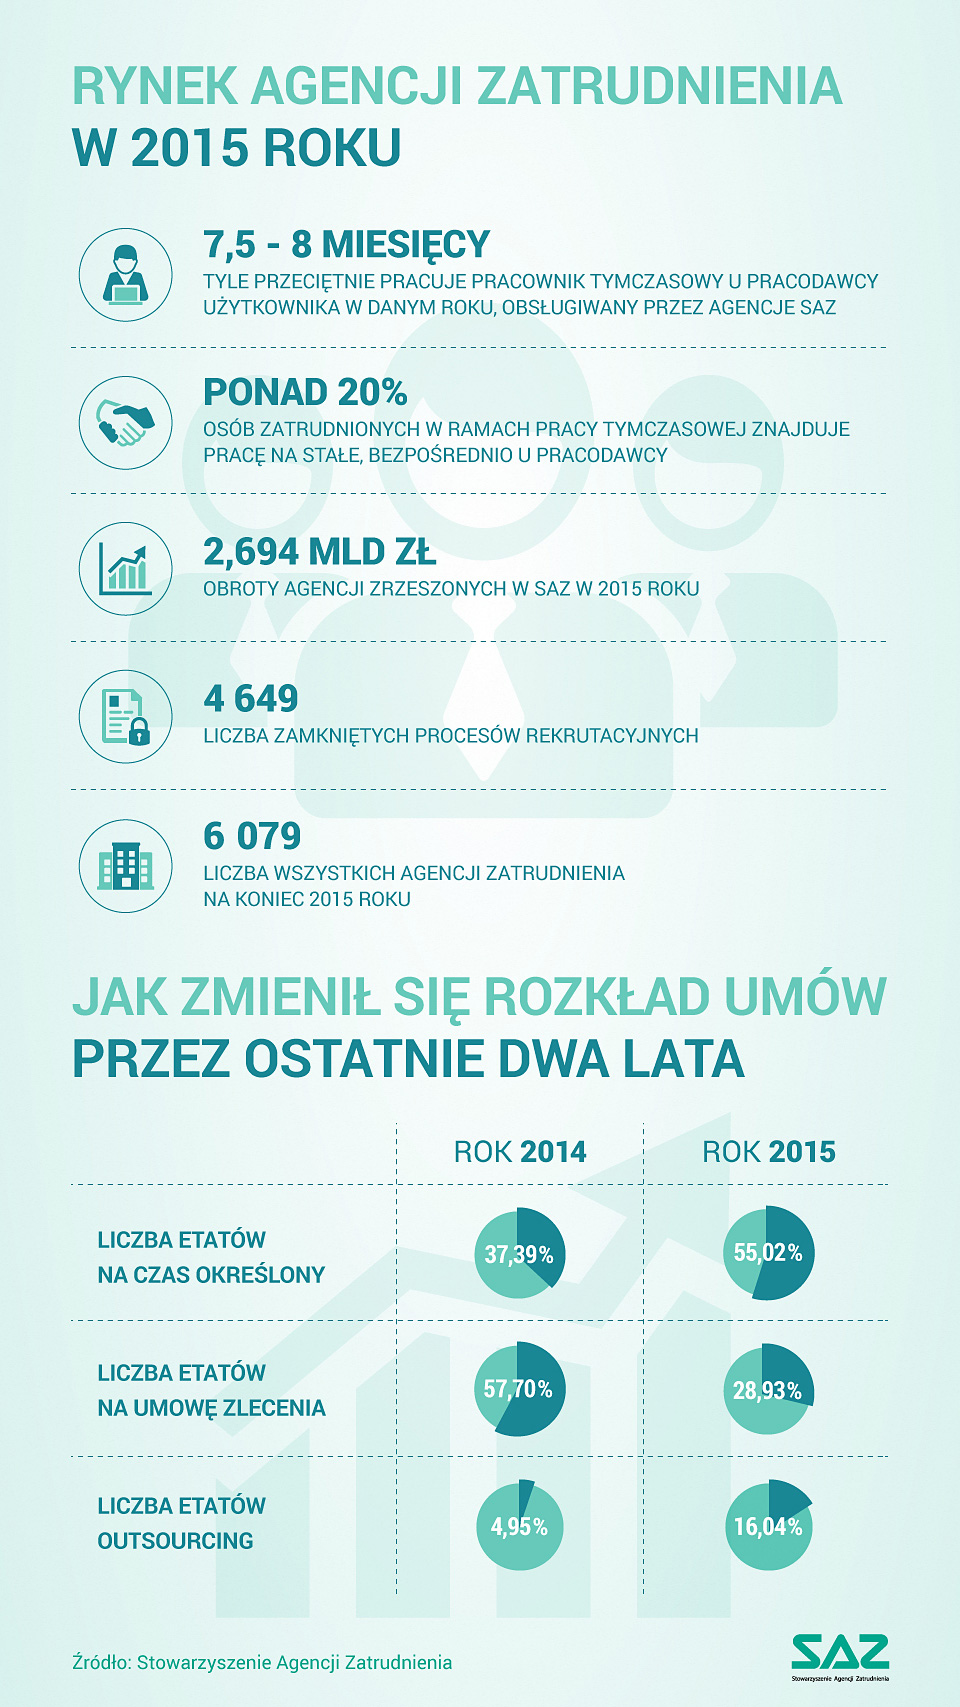 RYNEK AGENCJI ZATRUDNIENIA
W 2015 ROKU
7,5 - 8 MIESIĘCY
TYLE PRZECIĘTNIE PRACUJE PRACOWNIK TYMCZASOWY U PRACODAWCY
UŻYTKOWNIKA W DANYM ROKU, OBSŁUGIWANY PRZEZ AGENCJE SAZ
PONAD 20%
OSÓB ZATRUDNIONYCH W RAMACH PRACY TYMCZASOWEJ ZNAJDUJE
PRACĘ NA STAŁE, BEZPOŚREDNIO U PRACODAWCY
2,694 MLD ZŁ
OBROTY AGENCJI ZRZESZONYCH W SAZ W 2015 ROKU
4 649
LICZBA ZAMKNIĘTYCH PROCESÓW REKRUTACYJNYCH
6 079
LICZBA WSZYSTKICH AGENCJI ZATRUDNIENIA
NA KONIEC 2015 ROKU
JAK ZMIENIŁ SIĘ ROZKŁAD UMÓW
PRZEZ OSTATNIE DWA LATA
ROK 2014 ROK 2015
LICZBA ETATÓW
NA CZAS OKREŚLONY
37,39% 55,02%
LICZBA ETATÓW
NA UMOWĘ ZLECENIA
57,70% 28,93%
LICZBA ETATÓW
OUTSOURCING
4,95% 16,04%
Źródło: Stowarzyszenie Agencji Zatrudnienia
SAZ
Stowarzyszenie Agencji Zatrudnienia